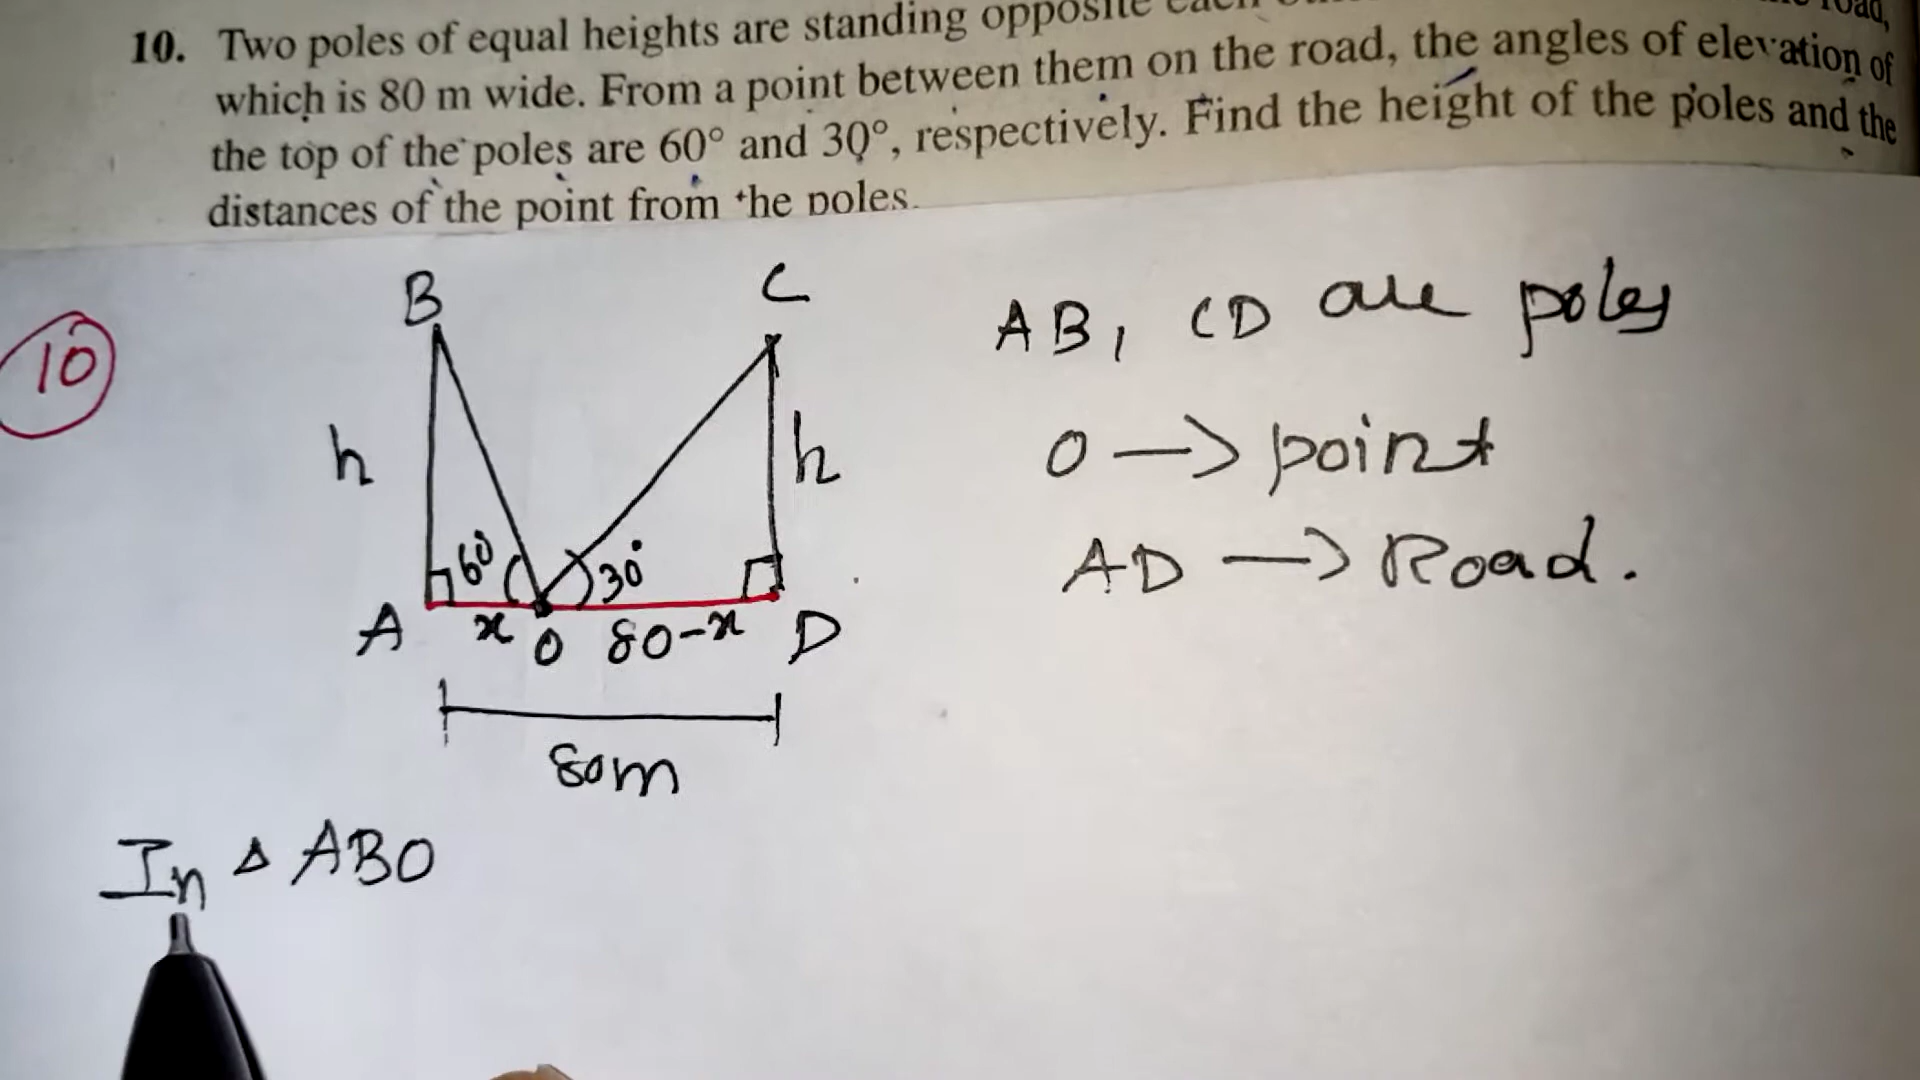 10. Two poles of equal heights are standing opposite each road,
which is 80 m wide. From a point between them on the road, the angles of elevation of
the top of the poles are 60° and 30°, respectively. Find the height of the poles and the
distances of the point from the poles.
10
B C
AB, CD are poles
h h
O → point
60° 30°
AD → Road.
A x O 80-x D
80m
In Δ ABO